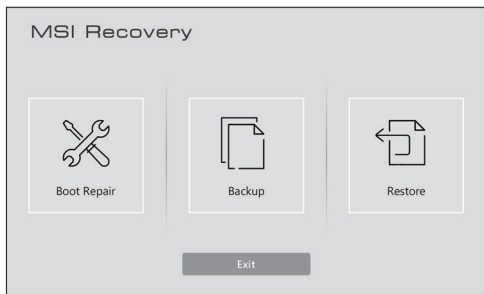 MSI Recovery
Boot Repair
Backup
Restore
Exit